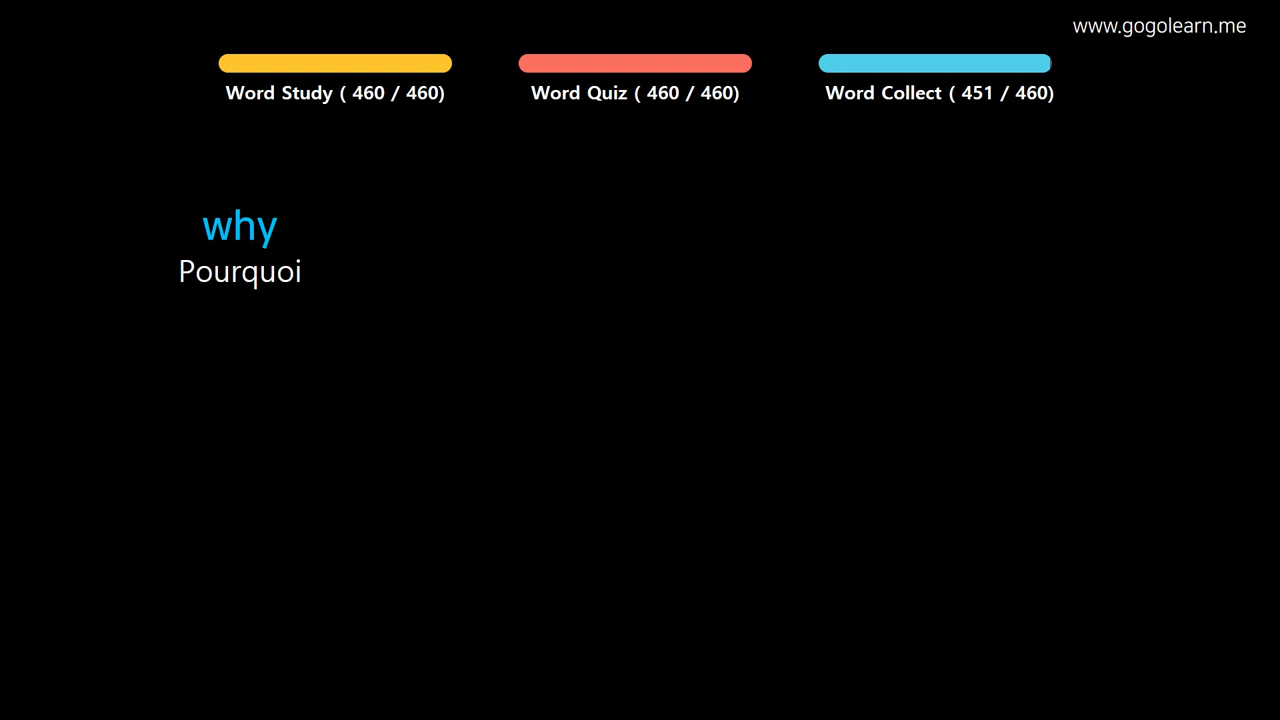 www.gogolearn.me
Word Study ( 460 / 460)
Word Quiz ( 460 / 460)
Word Collect ( 451 / 460)
why
Pourquoi